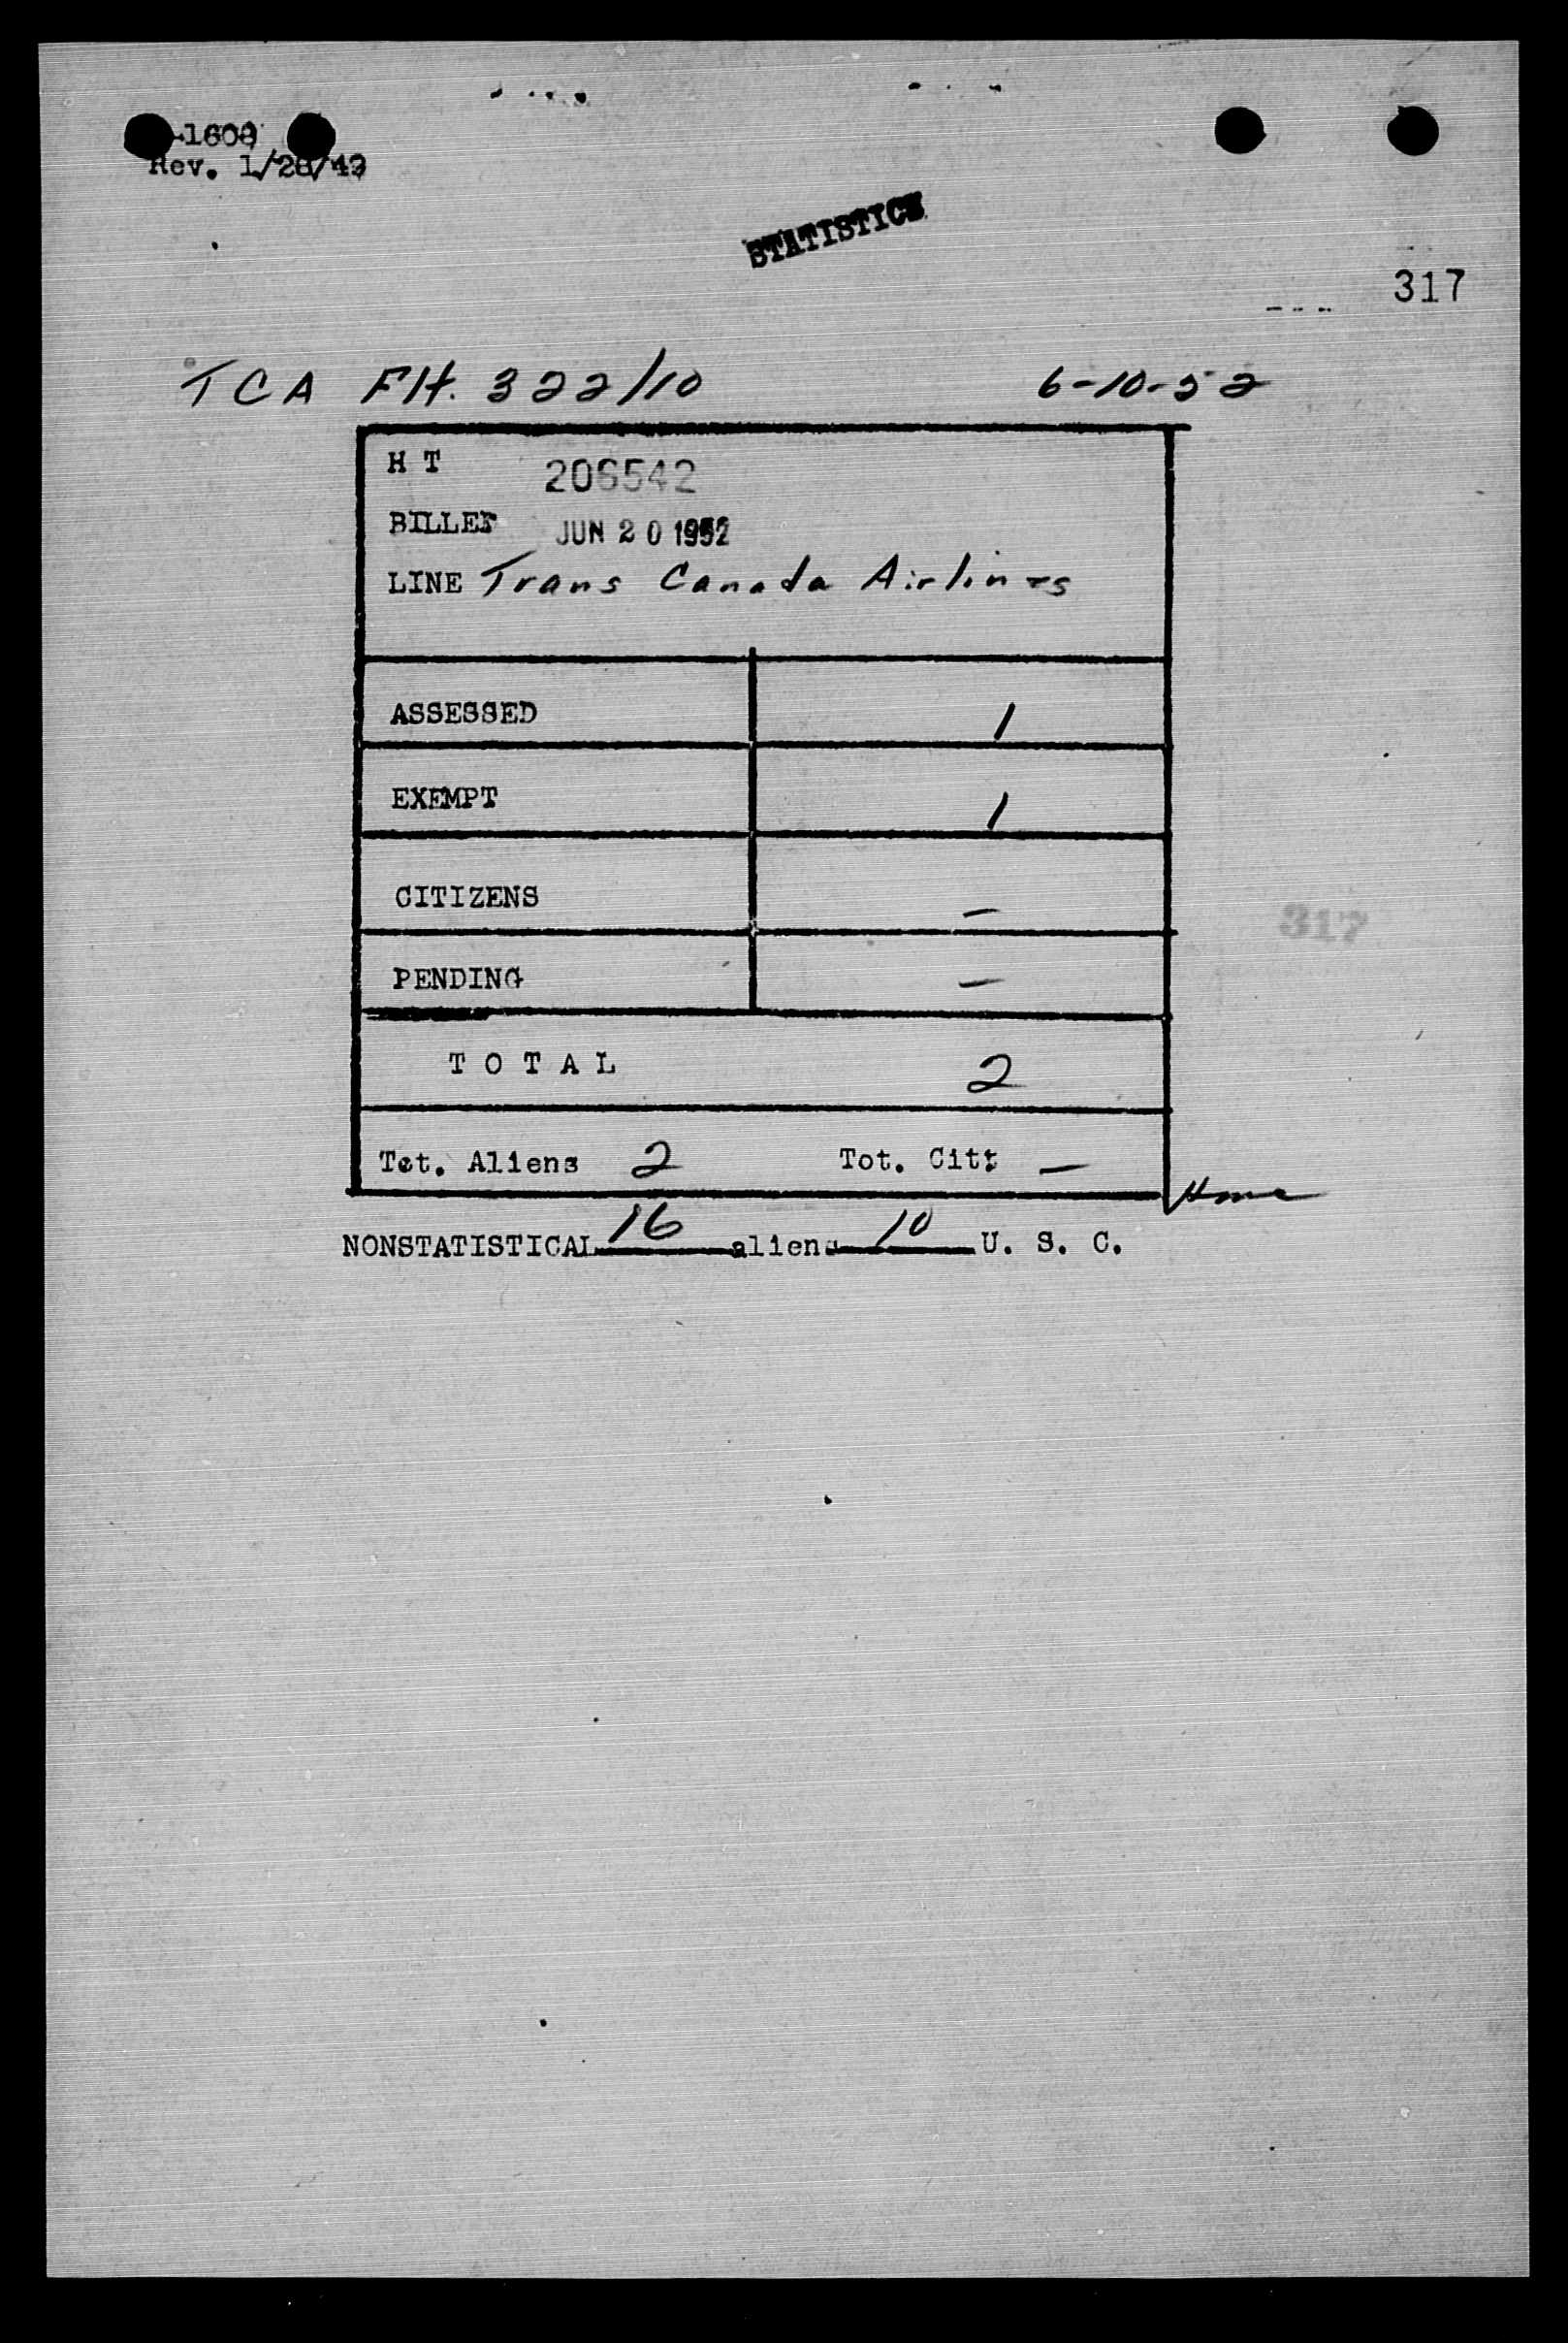 -1608
Rev. 1/28/49
STATISTICS
317
TCA Flt. 322/10 6-10-52
H T 206542
BILLED JUN 20 1952
LINE Trans Canada Airlines
ASSESSED 1
EXEMPT 1
CITIZENS —
317
PENDING —
T O T A L 2
Tot. Aliens 2 Tot. Citz —
NONSTATISTICAL 16 aliens 10 U. S. C.